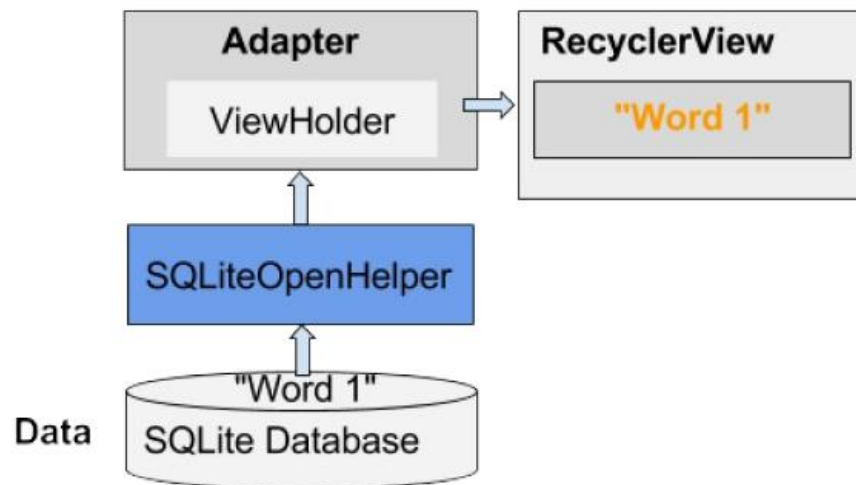 Adapter
ViewHolder
RecyclerView
"Word 1"
SQLiteOpenHelper
"Word 1"
Data
SQLite Database